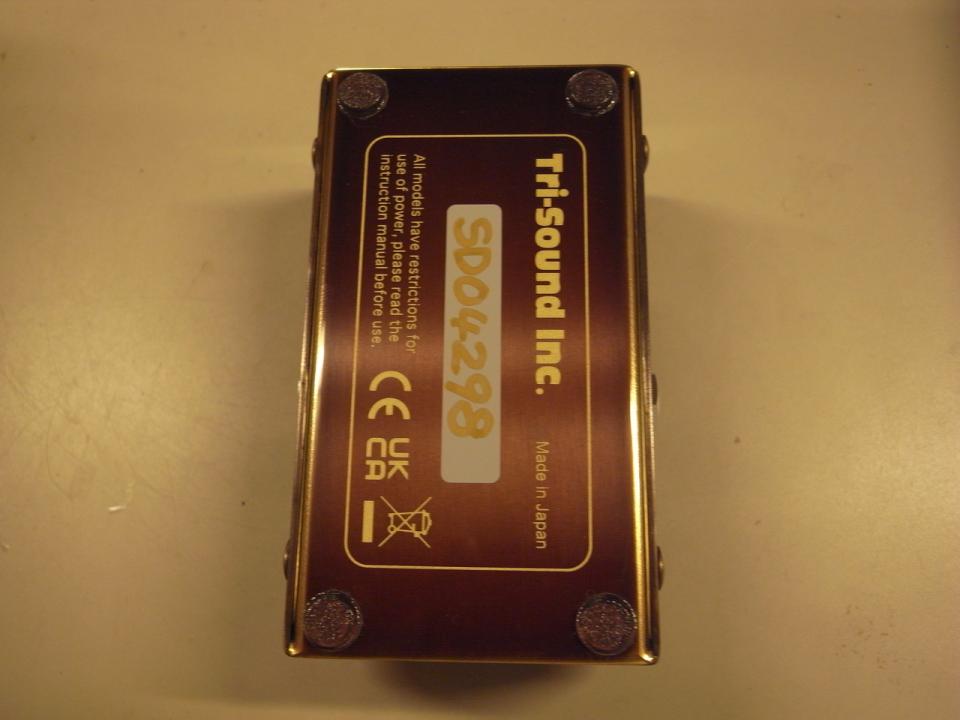 Tri-Sound Inc.
Made in Japan
SD04298
All models have restrictions for
use of power, please read the
instruction manual before use.
CE
UK
CA